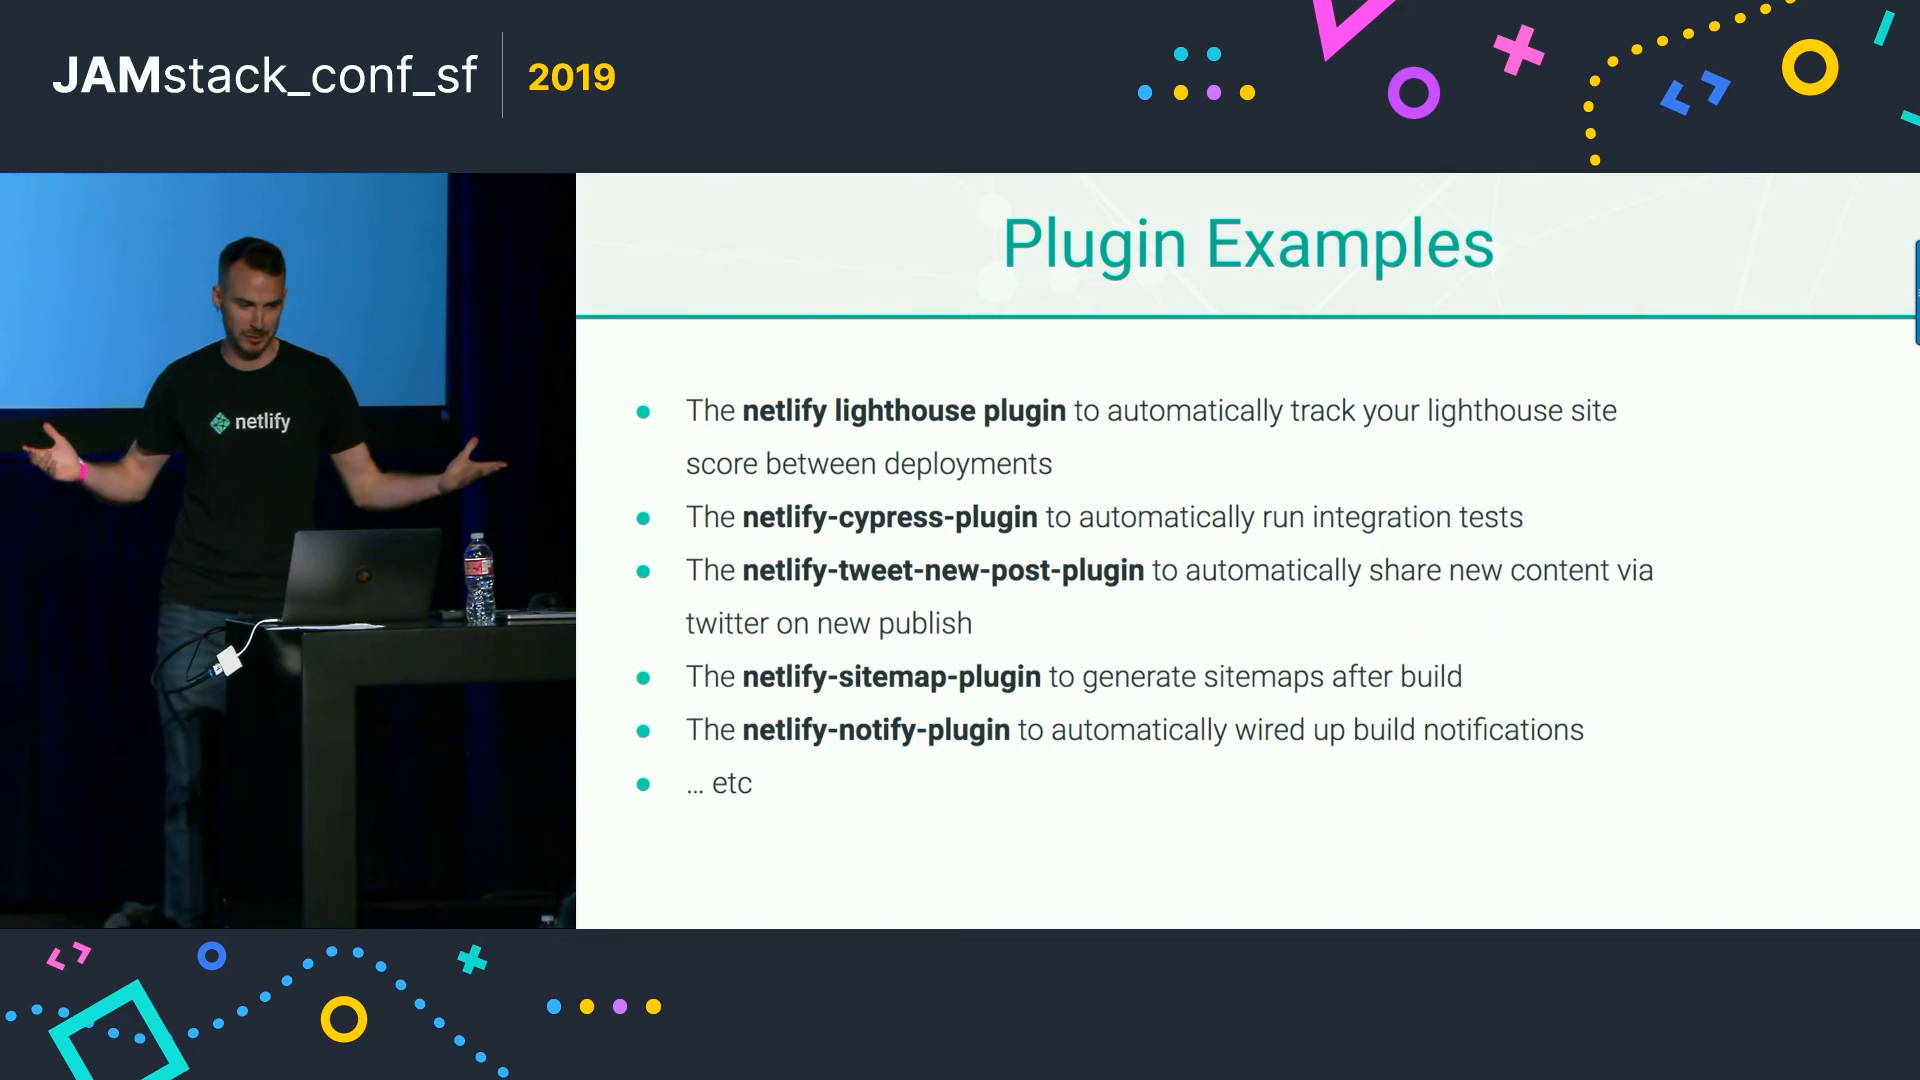 JAMstack_conf_sf
2019
Plugin Examples
netlify
The netlify lighthouse plugin to automatically track your lighthouse site
score between deployments
The netlify-cypress-plugin to automatically run integration tests
The netlify-tweet-new-post-plugin to automatically share new content via
twitter on new publish
The netlify-sitemap-plugin to generate sitemaps after build
The netlify-notify-plugin to automatically wired up build notifications
... etc